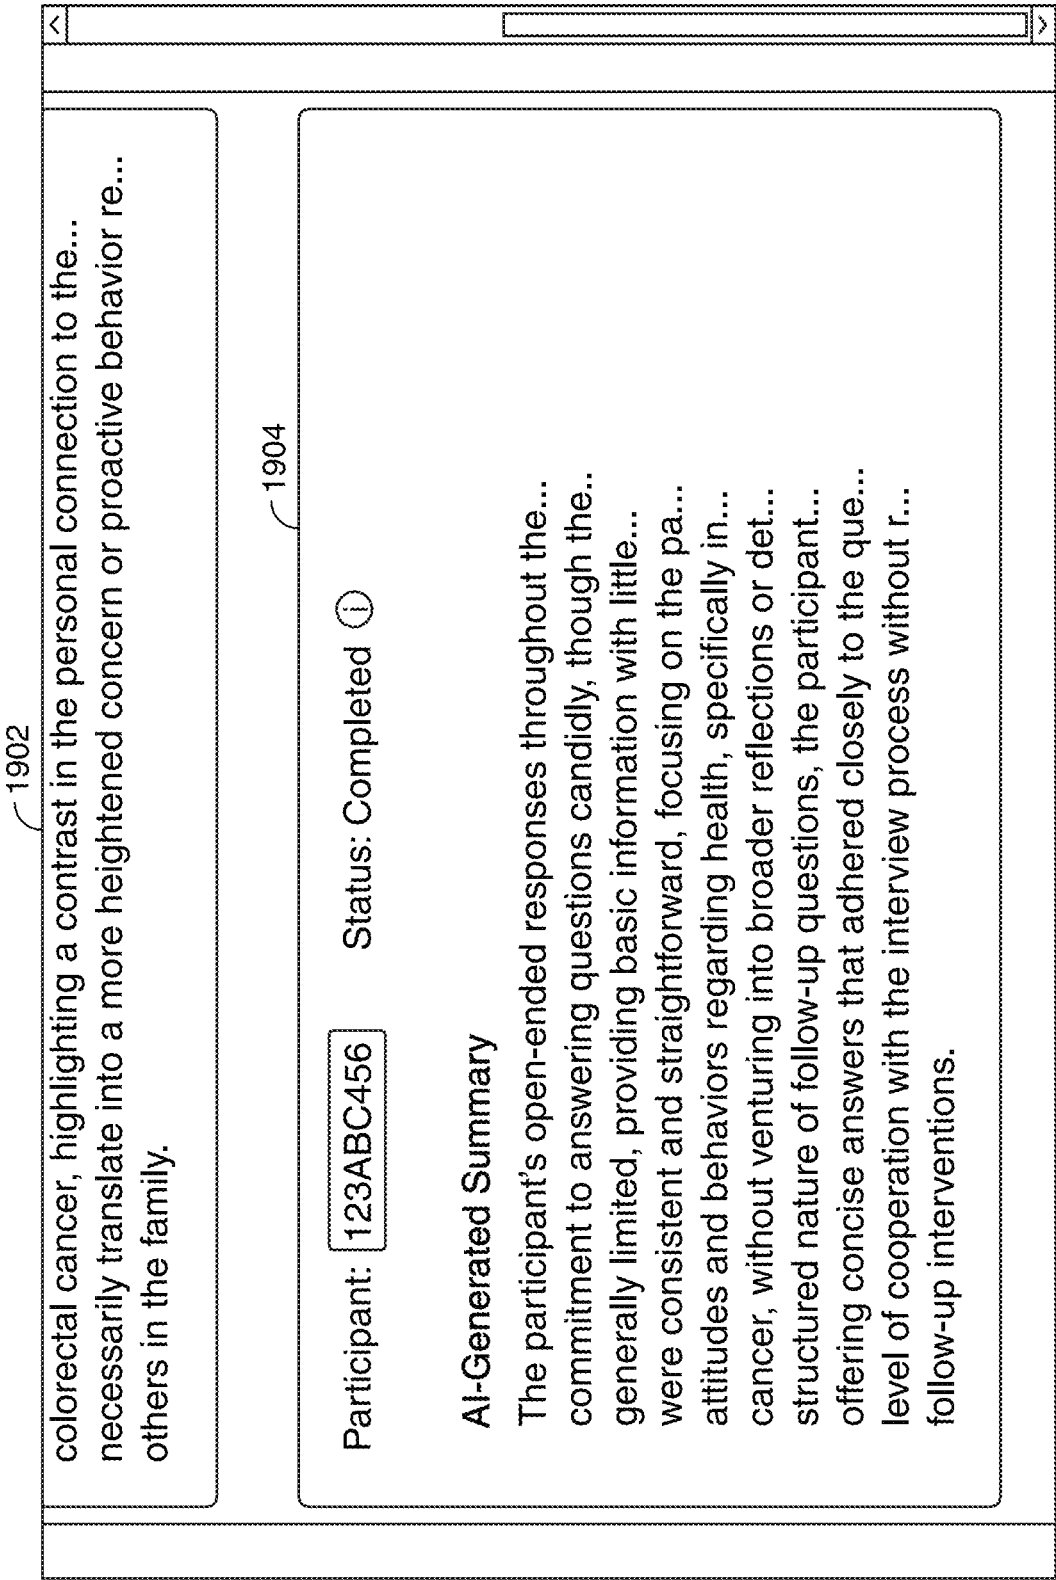 1902
colorectal cancer, highlighting a contrast in the personal connection to the...
necessarily translate into a more heightened concern or proactive behavior re...
others in the family.
1904
Participant: 123ABC456 Status: Completed i
AI-Generated Summary
The participant's open-ended responses throughout the...
commitment to answering questions candidly, though the..
generally limited, providing basic information with little...
were consistent and straightforward, focusing on the pa...
attitudes and behaviors regarding health, specifically in...
cancer, without venturing into broader reflections or det...
structured nature of follow-up questions, the participant...
offering concise answers that adhered closely to the que...
level of cooperation with the interview process without r...
follow-up interventions.